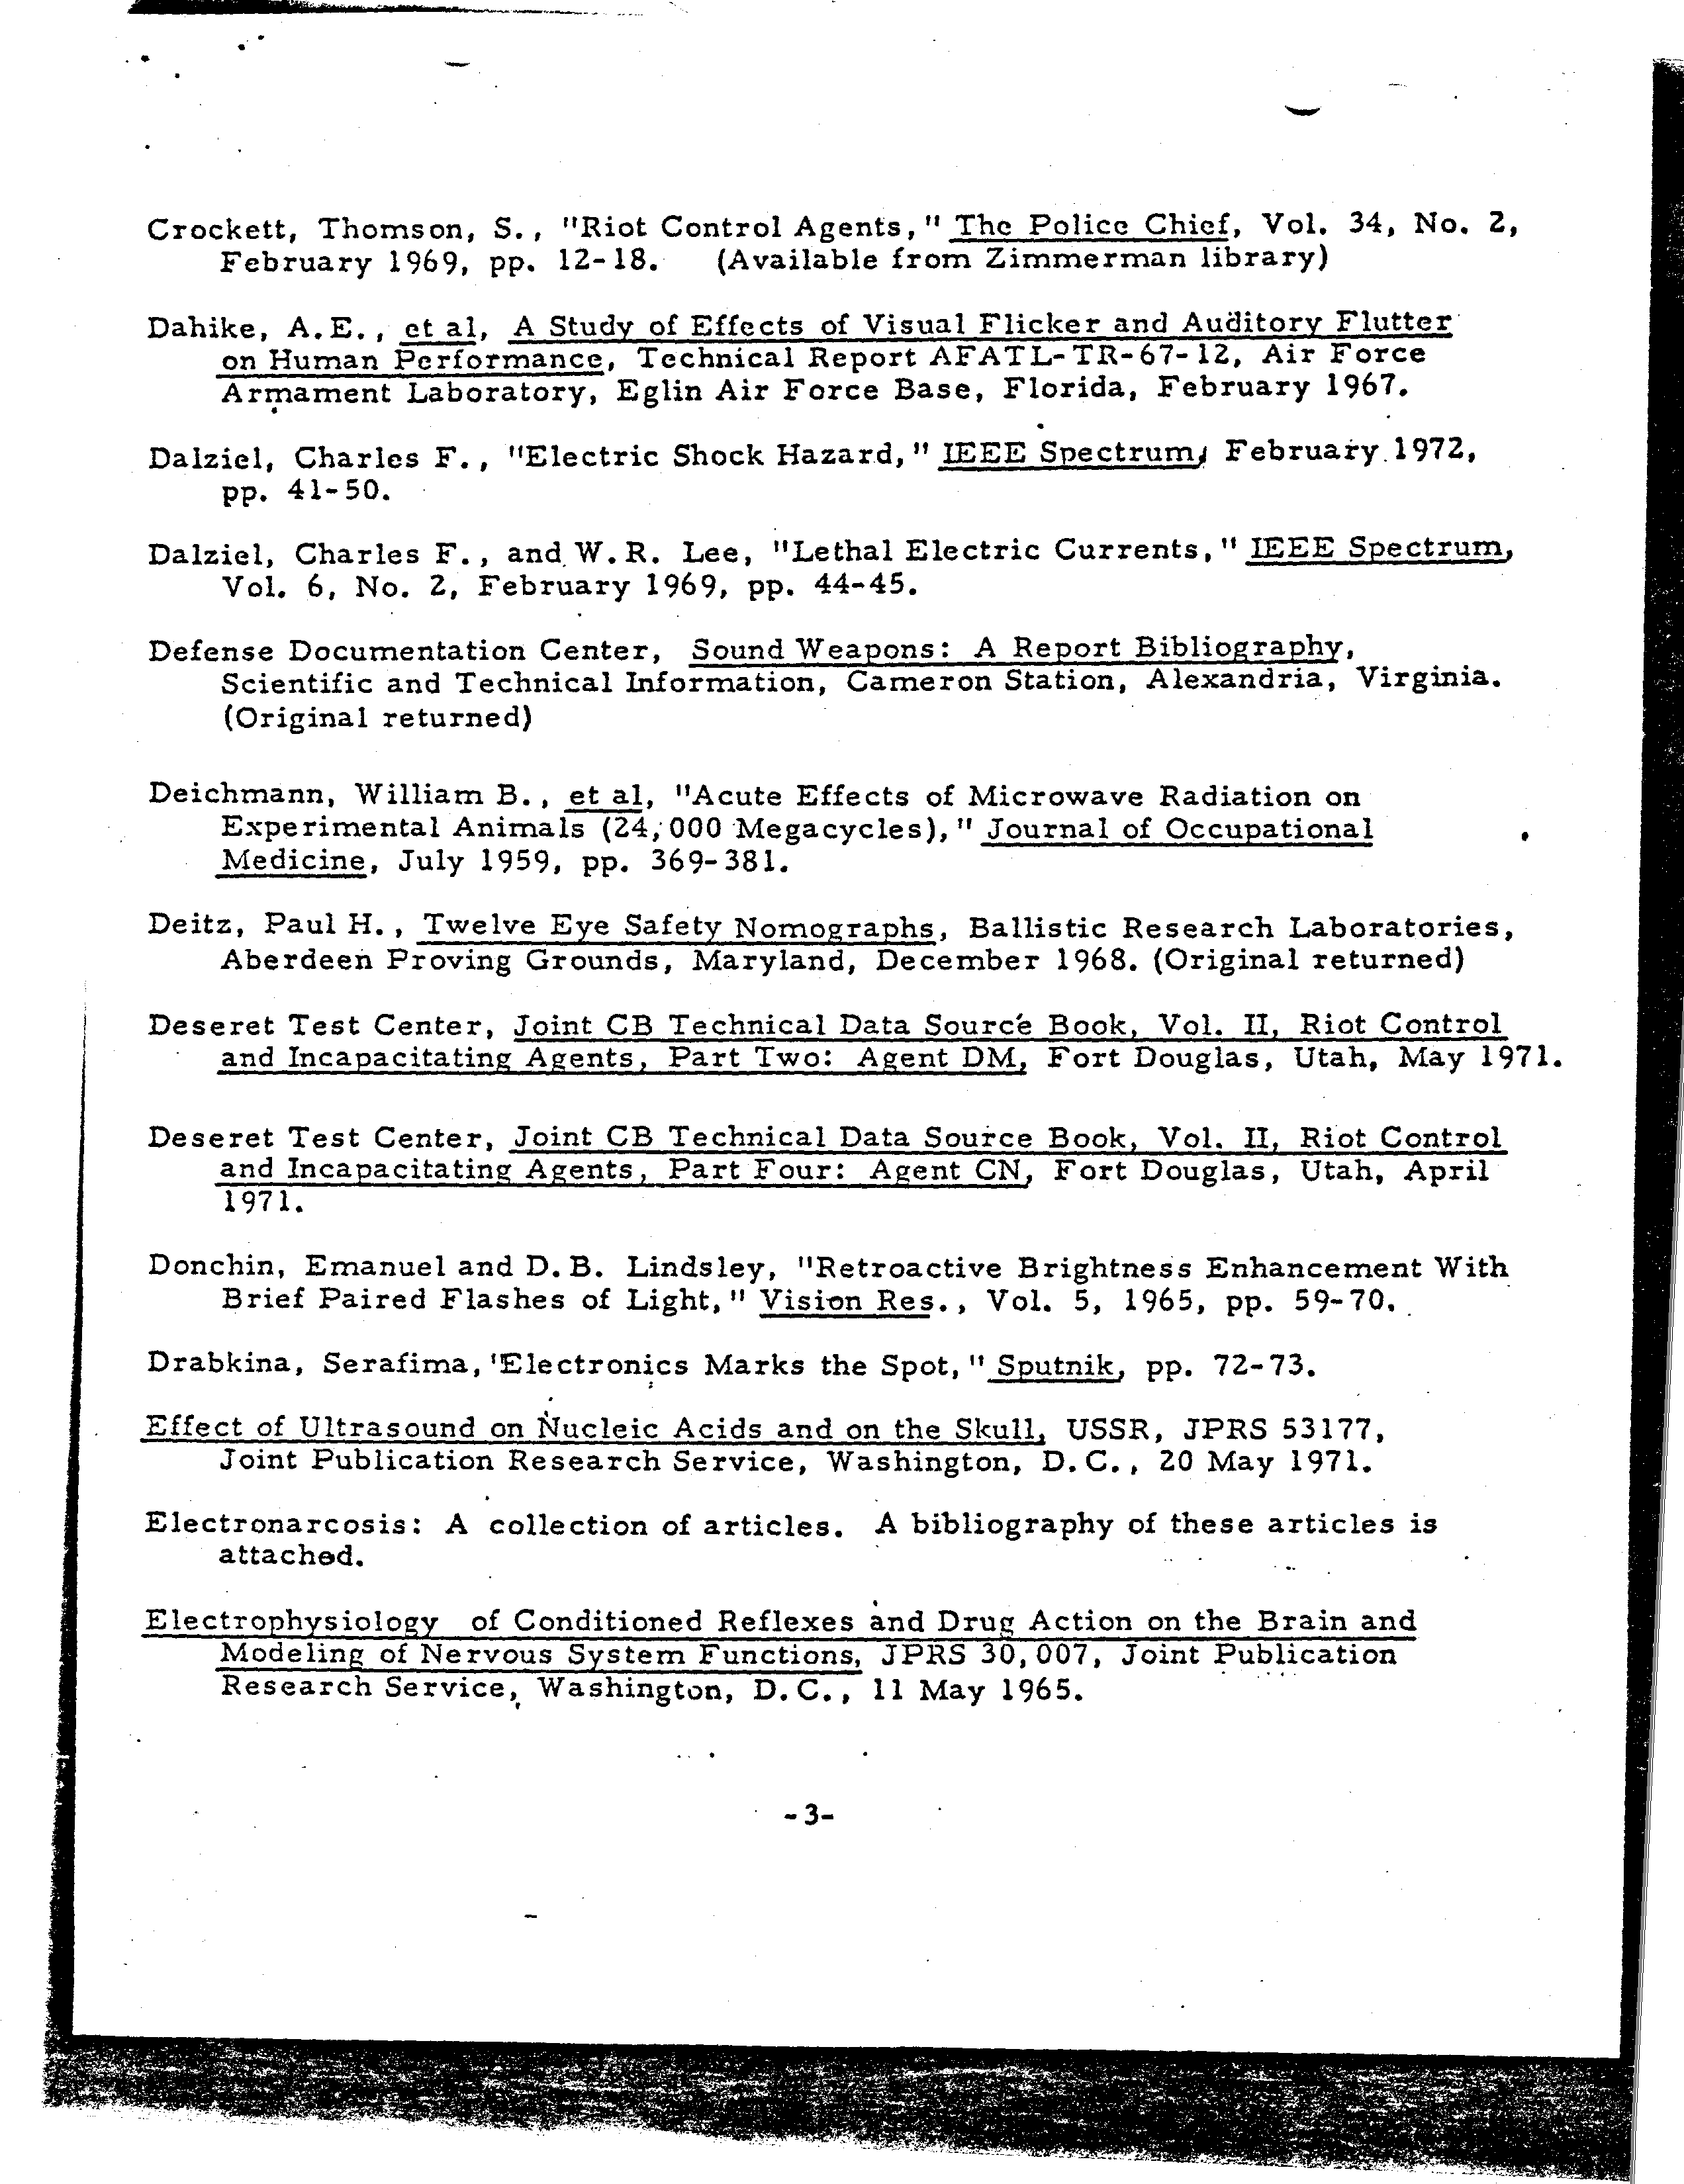 Crockett, Thomson, S., "Riot Control Agents," The Police Chief, Vol. 34, No. 2,
February 1969, pp. 12-18. (Available from Zimmerman library)
Dahike, A.E., et al, A Study of Effects of Visual Flicker and Auditory Flutter
on Human Performance, Technical Report AFATL-TR-67-12, Air Force
Armament Laboratory, Eglin Air Force Base, Florida, February 1967.
Dalziel, Charles F., "Electric Shock Hazard," IEEE Spectrum, February 1972,
pp. 41-50.
Dalziel, Charles F., and W.R. Lee, "Lethal Electric Currents," IEEE Spectrum,
Vol. 6, No. 2, February 1969, pp. 44-45.
Defense Documentation Center, Sound Weapons: A Report Bibliography,
Scientific and Technical Information, Cameron Station, Alexandria, Virginia.
(Original returned)
Deichmann, William B., et al, "Acute Effects of Microwave Radiation on
Experimental Animals (24,000 Megacycles)," Journal of Occupational
Medicine, July 1959, pp. 369-381.
Deitz, Paul H., Twelve Eye Safety Nomographs, Ballistic Research Laboratories,
Aberdeen Proving Grounds, Maryland, December 1968. (Original returned)
Deseret Test Center, Joint CB Technical Data Source Book, Vol. II, Riot Control
and Incapacitating Agents, Part Two: Agent DM, Fort Douglas, Utah, May 1971.
Deseret Test Center, Joint CB Technical Data Source Book, Vol. II, Riot Control
and Incapacitating Agents, Part Four: Agent CN, Fort Douglas, Utah, April
1971.
Donchin, Emanuel and D.B. Lindsley, "Retroactive Brightness Enhancement With
Brief Paired Flashes of Light," Vision Res., Vol. 5, 1965, pp. 59-70.
Drabkina, Serafima, 'Electronics Marks the Spot," Sputnik, pp. 72-73.
Effect of Ultrasound on Nucleic Acids and on the Skull, USSR, JPRS 53177,
Joint Publication Research Service, Washington, D.C., 20 May 1971.
Electronarcosis: A collection of articles. A bibliography of these articles is
attached.
Electrophysiology of Conditioned Reflexes and Drug Action on the Brain and
Modeling of Nervous System Functions, JPRS 30,007, Joint Publication
Research Service, Washington, D.C., 11 May 1965.
-3-